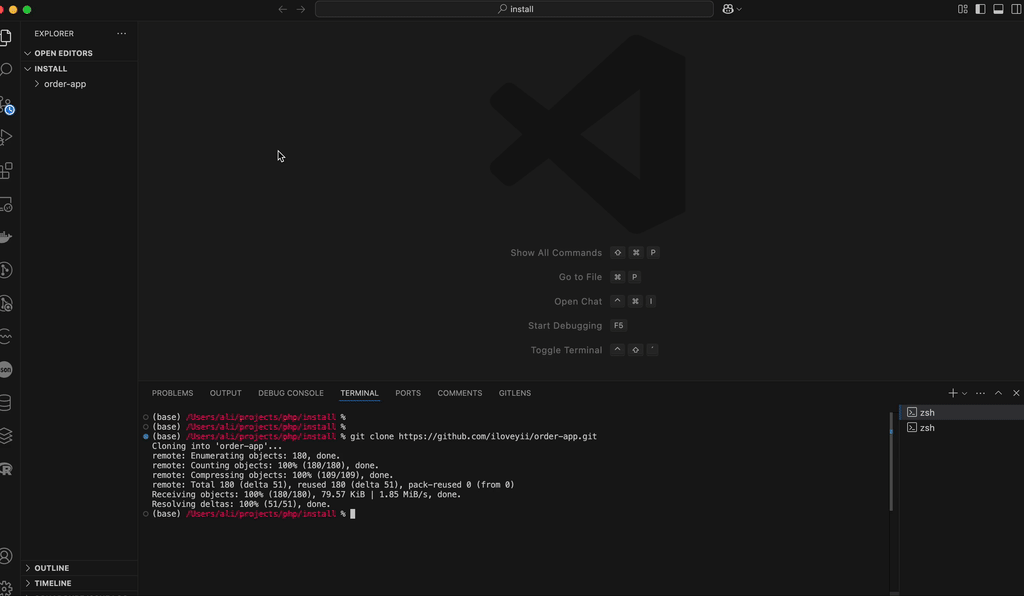 install
EXPLORER
OPEN EDITORS
INSTALL
order-app
Show All Commands ⇧ ⌘ P
Go to File ⌘ P
Open Chat ^ ⌘ I
Start Debugging F5
Toggle Terminal ^ ⇧ `
PROBLEMS OUTPUT DEBUG CONSOLE TERMINAL PORTS COMMENTS GITLENS
(base) /Users/ali/projects/php/install %
(base) /Users/ali/projects/php/install %
(base) /Users/ali/projects/php/install % git clone https://github.com/iloveyii/order-app.git
Cloning into 'order-app'...
remote: Enumerating objects: 180, done.
remote: Counting objects: 100% (180/180), done.
remote: Compressing objects: 100% (109/109), done.
remote: Total 180 (delta 51), reused 180 (delta 51), pack-reused 0 (from 0)
Receiving objects: 100% (180/180), 79.57 KiB | 1.85 MiB/s, done.
Resolving deltas: 100% (51/51), done.
(base) /Users/ali/projects/php/install %
zsh
zsh
OUTLINE
TIMELINE